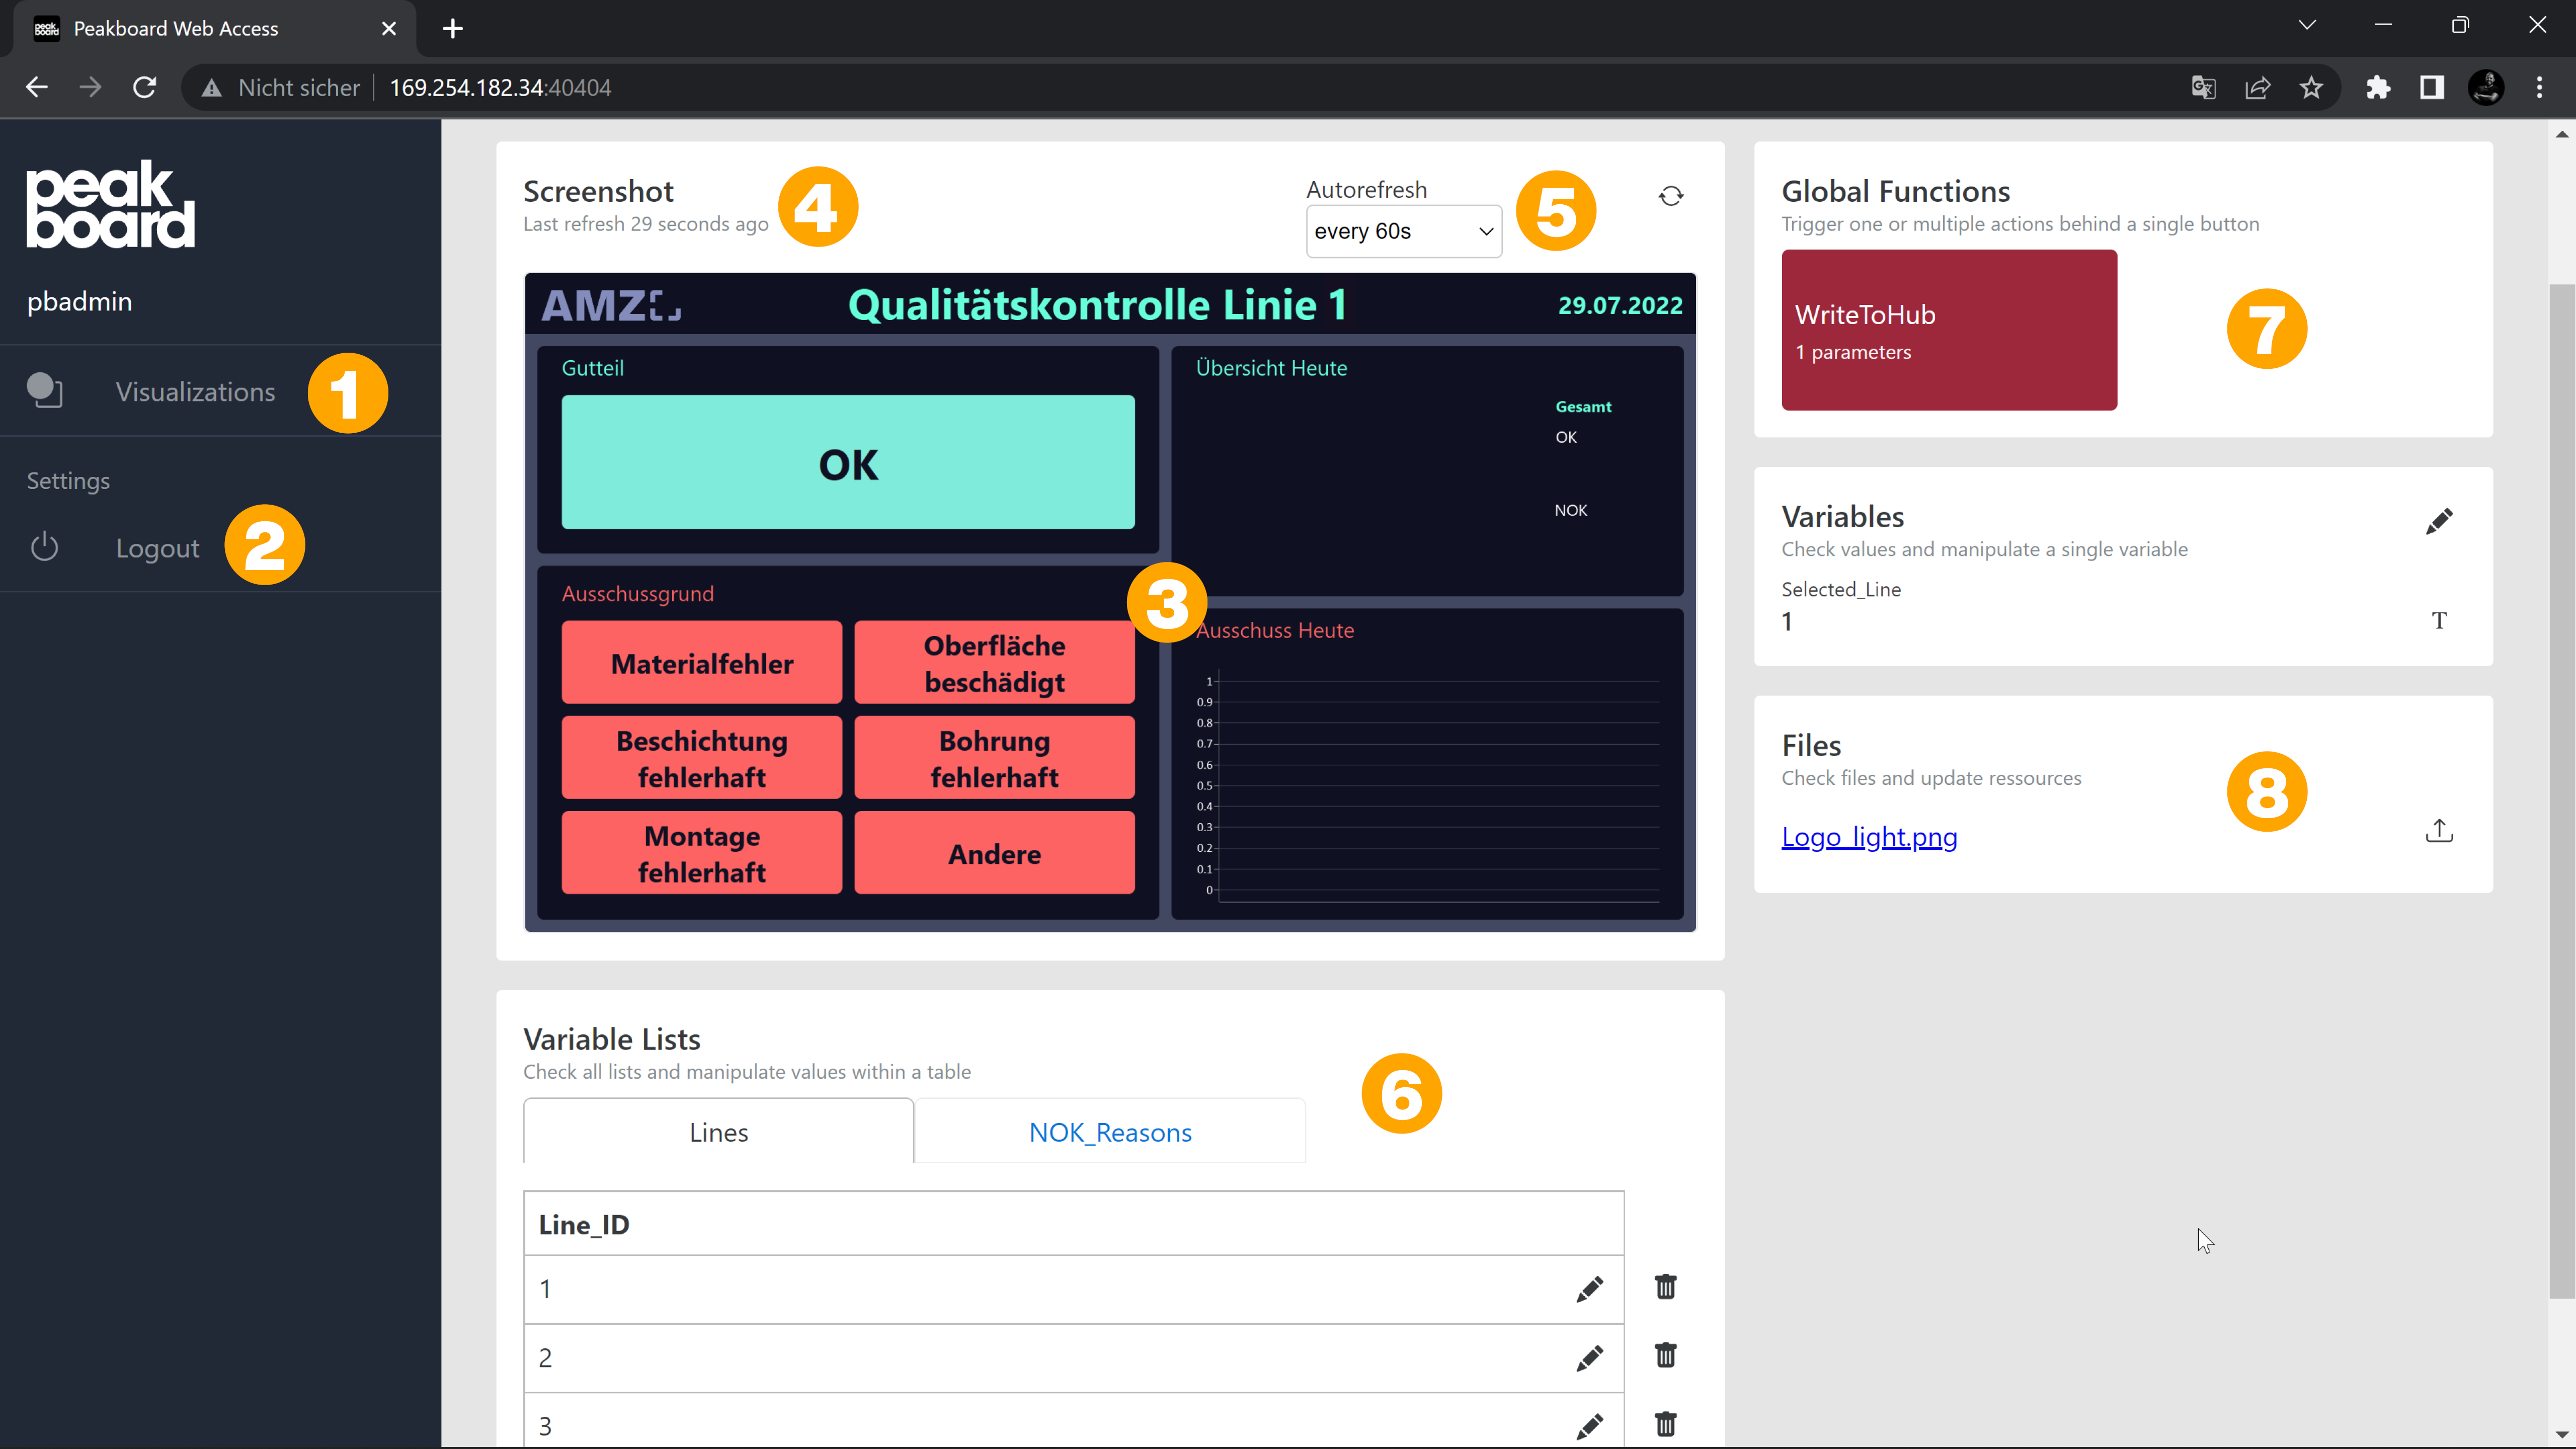 peak board
Peakboard Web Access
Nicht sicher
169.254.182.34:40404
peak
board
pbadmin
Visualizations
1
Settings
Logout
2
Screenshot
Last refresh 29 seconds ago
4
Autorefresh
every 60s
5
AMZ
Qualitätskontrolle Linie 1
29.07.2022
Gutteil
OK
Übersicht Heute
Gesamt
OK
NOK
Ausschussgrund
Materialfehler
Oberfläche
beschädigt
Beschichtung
fehlerhaft
Bohrung
fehlerhaft
Montage
fehlerhaft
Andere
3
Ausschuss Heute
1
0.9
0.8
0.7
0.6
0.5
0.4
0.3
0.2
0.1
0
Variable Lists
Check all lists and manipulate values within a table
6
Lines
NOK_Reasons
Line_ID
1
2
3
Global Functions
Trigger one or multiple actions behind a single button
WriteToHub
1 parameters
7
Variables
Check values and manipulate a single variable
Selected_Line
1
T
Files
Check files and update ressources
8
Logo_light.png